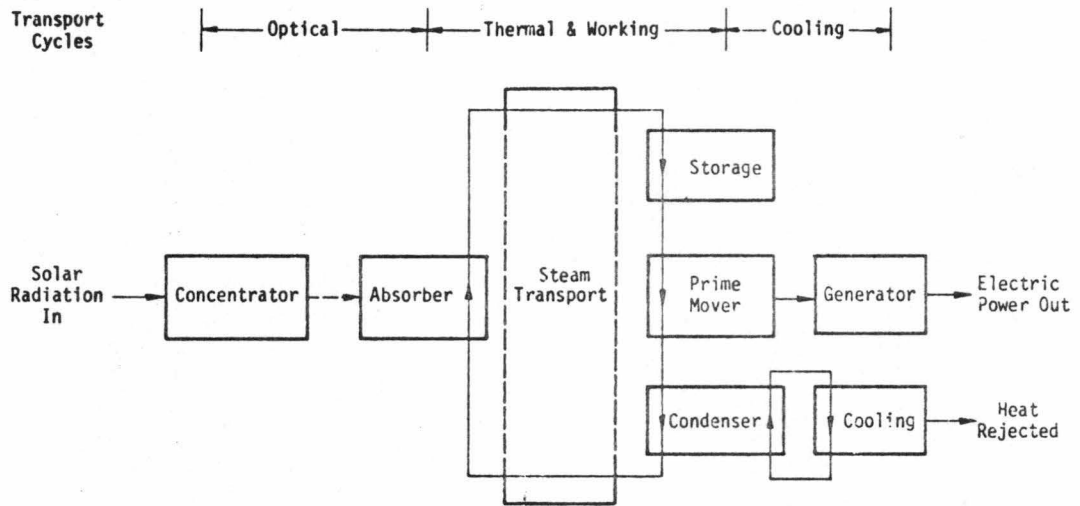 Transport
Cycles
Optical
Thermal & Working
Cooling
Storage
Solar
Radiation
In
Concentrator
Absorber
Steam
Transport
Prime
Mover
Generator
Electric
Power Out
Condenser
Cooling
Heat
Rejected